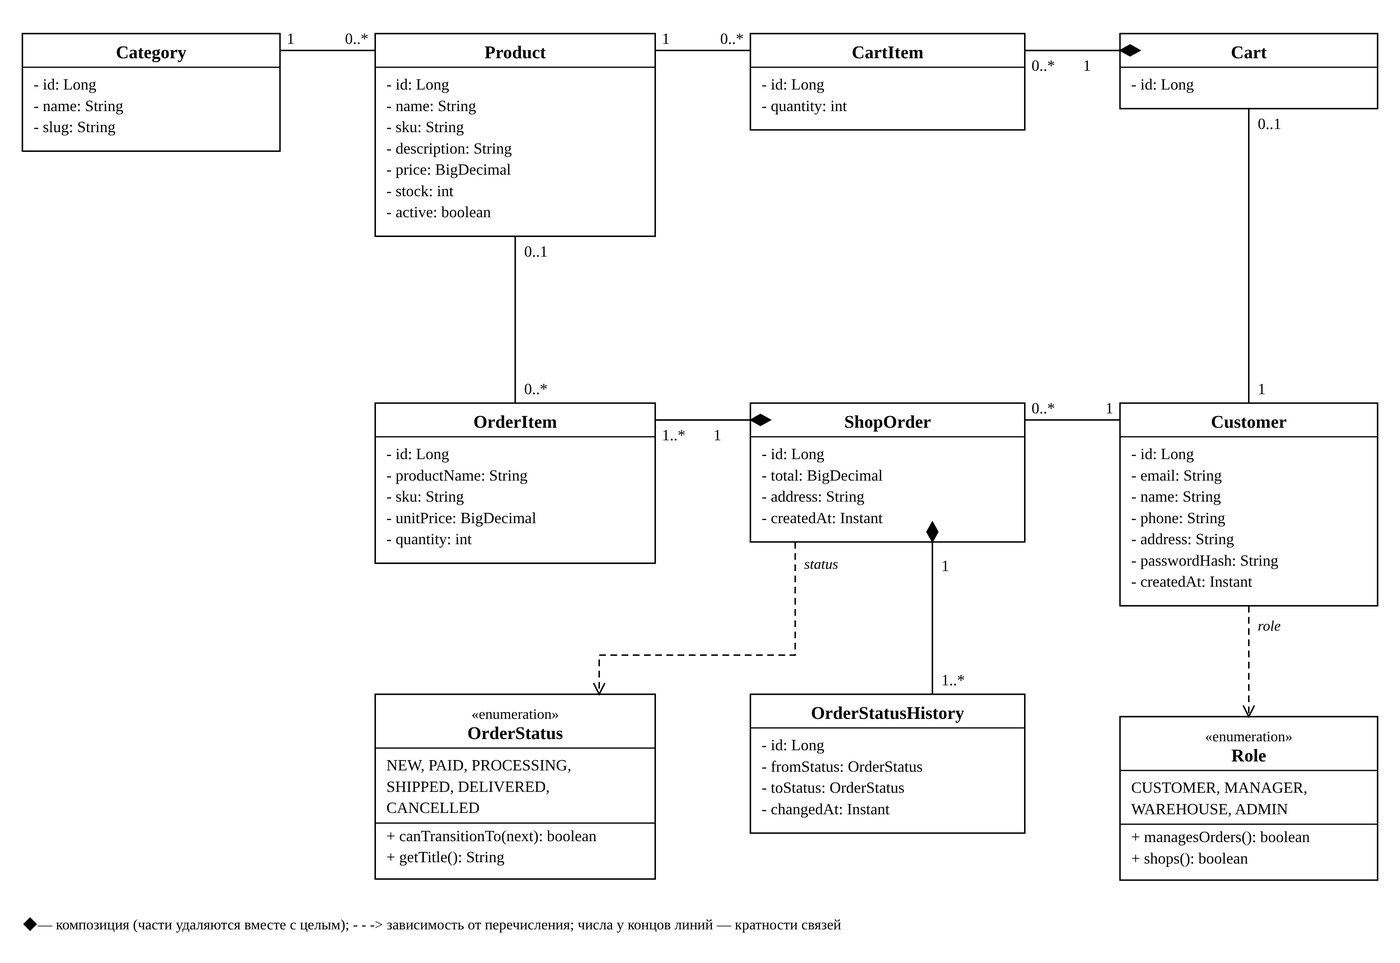 Category
- id: Long
- name: String
- slug: String
1
0..*
Product
- id: Long
- name: String
- sku: String
- description: String
- price: BigDecimal
- stock: int
- active: boolean
1
0..*
CartItem
- id: Long
- quantity: int
0..*
1
Cart
- id: Long
0..1
1
0..1
0..*
OrderItem
- id: Long
- productName: String
- sku: String
- unitPrice: BigDecimal
- quantity: int
1..*
1
ShopOrder
- id: Long
- total: BigDecimal
- address: String
- createdAt: Instant
0..*
1
Customer
- id: Long
- email: String
- name: String
- phone: String
- address: String
- passwordHash: String
- createdAt: Instant
status
1
1..*
role
«enumeration»
OrderStatus
NEW, PAID, PROCESSING,
SHIPPED, DELIVERED,
CANCELLED
+ canTransitionTo(next): boolean
+ getTitle(): String
OrderStatusHistory
- id: Long
- fromStatus: OrderStatus
- toStatus: OrderStatus
- changedAt: Instant
«enumeration»
Role
CUSTOMER, MANAGER,
WAREHOUSE, ADMIN
+ managesOrders(): boolean
+ shops(): boolean
◆— композиция (части удаляются вместе с целым); - - -> зависимость от перечисления; числа у концов линий — кратности связей